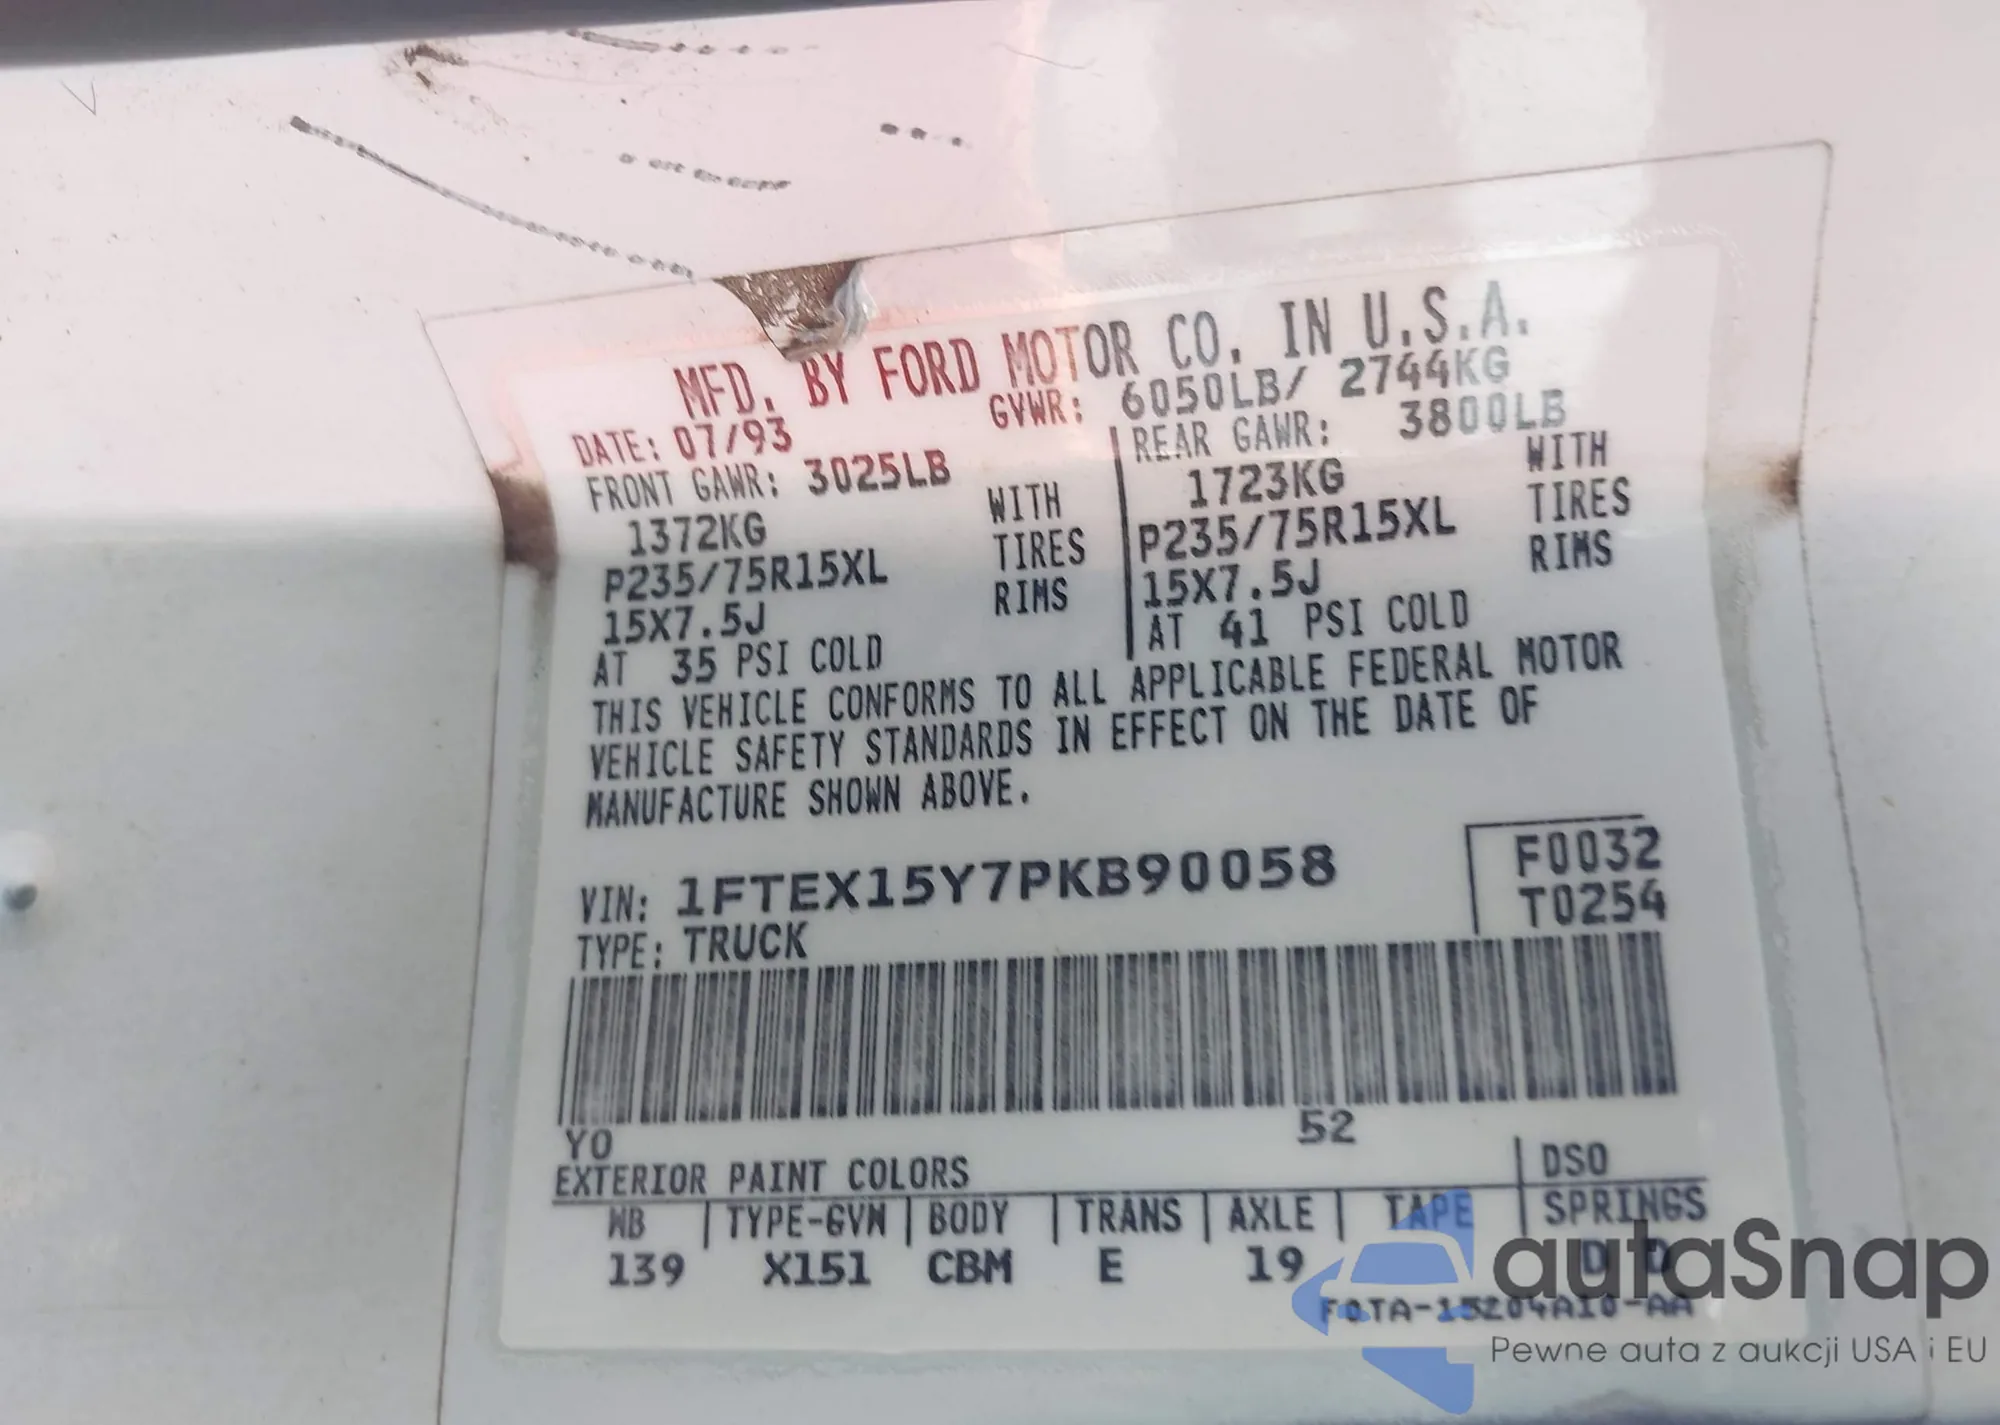 MFD. BY FORD MOTOR CO. IN U.S.A.
DATE: 07/93 GVWR: 6050LB/ 2744KG
FRONT GAWR: 3025LB REAR GAWR: 3800LB
1372KG WITH 1723KG WITH
P235/75R15XL TIRES P235/75R15XL TIRES
15X7.5J RIMS 15X7.5J RIMS
AT 35 PSI COLD AT 41 PSI COLD
THIS VEHICLE CONFORMS TO ALL APPLICABLE FEDERAL MOTOR
VEHICLE SAFETY STANDARDS IN EFFECT ON THE DATE OF
MANUFACTURE SHOWN ABOVE.
VIN: 1FTEX15Y7PKB90058 F0032
TYPE: TRUCK T0254
YO 52
EXTERIOR PAINT COLORS DSO
WB | TYPE-GVW | BODY | TRANS | AXLE | TAPE | SPRINGS
139 X151 CBM E 19 D D
autaSnap
Pewne auta z aukcji USA i EU